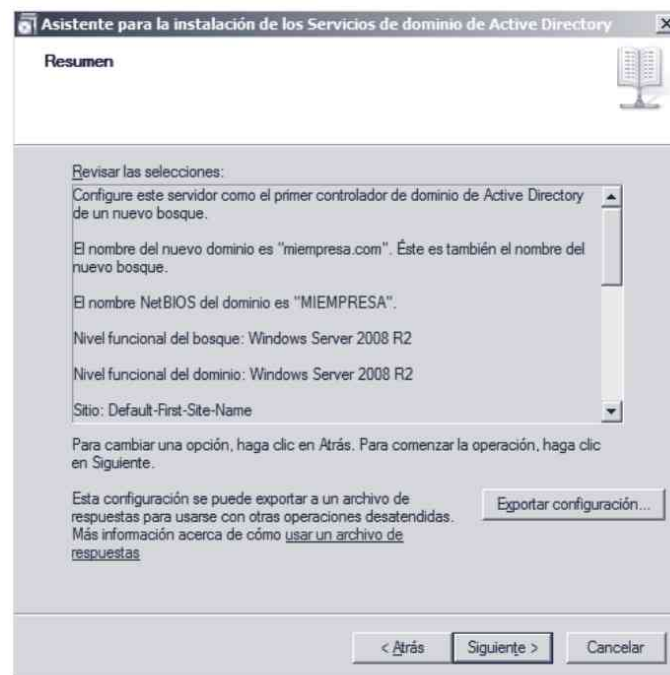 Asistente para la instalación de los Servicios de dominio de Active Directory
Resumen
Revisar las selecciones:
Configure este servidor como el primer controlador de dominio de Active Directory
de un nuevo bosque.
El nombre del nuevo dominio es "miempresa.com". Éste es también el nombre del
nuevo bosque.
El nombre NetBIOS del dominio es "MIEMPRESA".
Nivel funcional del bosque: Windows Server 2008 R2
Nivel funcional del dominio: Windows Server 2008 R2
Sitio: Default-First-Site-Name
Para cambiar una opción, haga clic en Atrás. Para comenzar la operación, haga clic
en Siguiente.
Esta configuración se puede exportar a un archivo de
respuestas para usarse con otras operaciones desatendidas.
Más información acerca de cómo usar un archivo de
respuestas
Exportar configuración...
< Atrás
Siguiente >
Cancelar